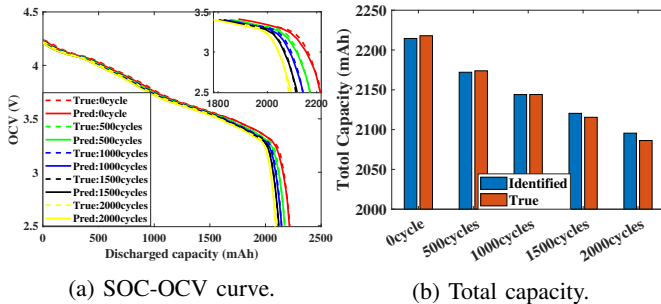 4.5
4
3.5
3
2.5
OCV (V)
0
500
1000
1500
2000
2500
Discharged capacity (mAh)
True:0cycle
Pred:0cycle
True:500cycles
Pred:500cycles
True:1000cycles
Pred:1000cycles
True:1500cycles
Pred:1500cycles
True:2000cycles
Pred:2000cycles
3.5
3
2.5
1800
2000
2200
(a) SOC-OCV curve.
2250
2200
2150
2100
2050
2000
Totol Capacity (mAh)
Identified
True
0cycle
500cycles
1000cycles
1500cycles
2000cycles
(b) Total capacity.